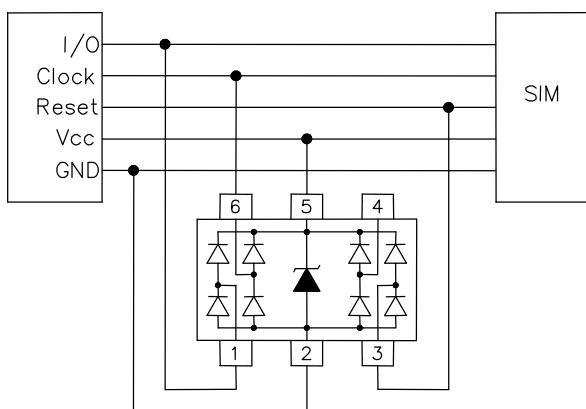 I/O
Clock
Reset
Vcc
GND
SIM
6 5 4
1 2 3